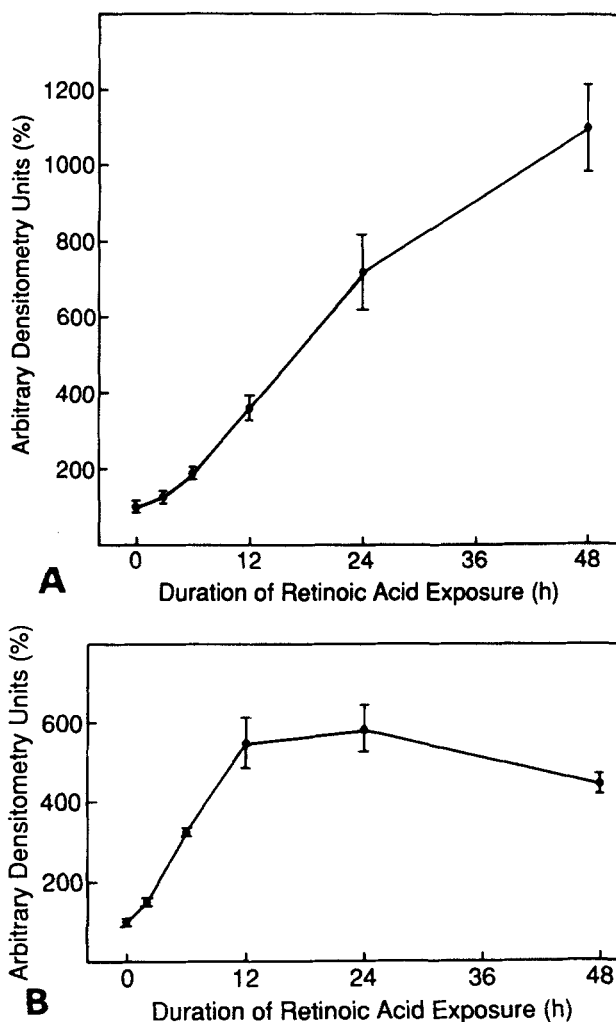 Arbitrary Densitometry Units (%)
1200
1000
800
600
400
200
0 12 24 36 48
A
Duration of Retinoic Acid Exposure (h)
Arbitrary Densitometry Units (%)
600
400
200
0 12 24 36 48
B
Duration of Retinoic Acid Exposure (h)